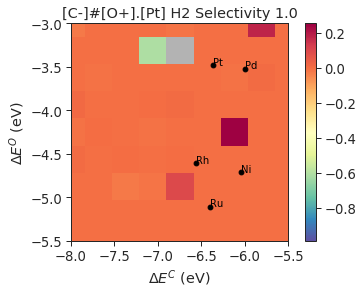 [C-]#[O+].[Pt] H2 Selectivity 1.0
−3.0
−3.5
−4.0
−4.5
−5.0
−5.5
ΔE^O (eV)
Pt
Pd
Rh
Ni
Ru
−8.0 −7.5 −7.0 −6.5 −6.0 −5.5
ΔE^C (eV)
0.2
0.0
−0.2
−0.4
−0.6
−0.8